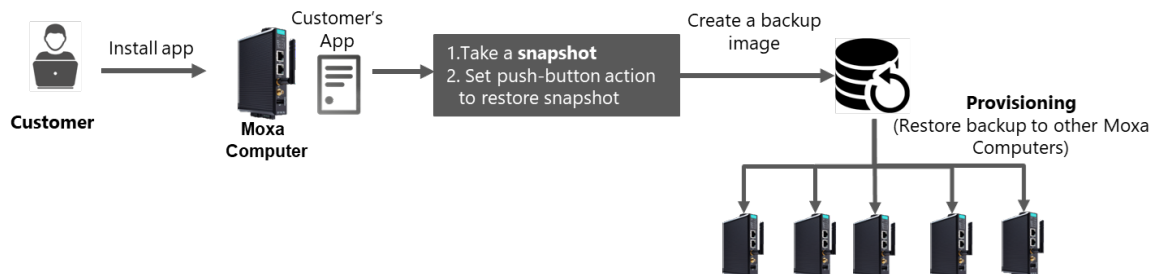 Customer
Install app
Moxa
Computer
Customer's
App
1.Take a snapshot
2. Set push-button action
to restore snapshot
Create a backup
image
Provisioning
(Restore backup to other Moxa
Computers)